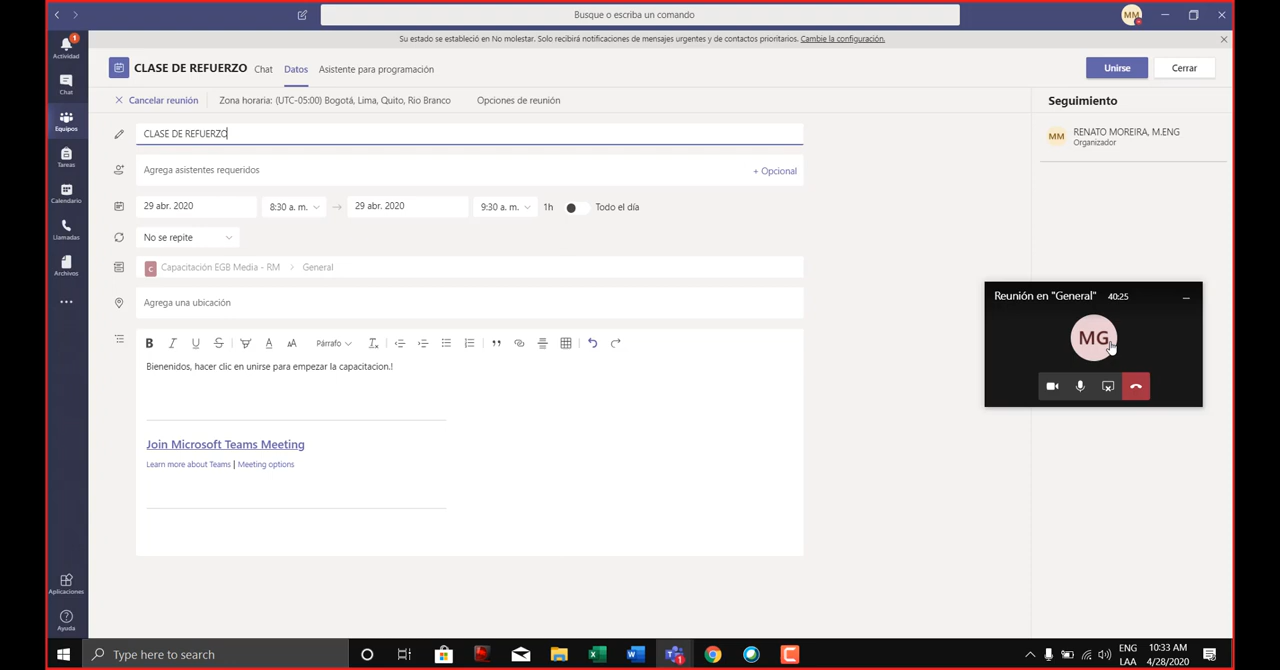 Busque o escriba un comando
MM
Su estado se estableció en No molestar. Solo recibirá notificaciones de mensajes urgentes y de contactos prioritarios. Cambie la configuración.
1
Actividad
Chat
Equipos
Tareas
Calendario
Llamadas
Archivos
Aplicaciones
Ayuda
CLASE DE REFUERZO Chat Datos Asistente para programación
Unirse Cerrar
Cancelar reunión Zona horaria: (UTC-05:00) Bogotá, Lima, Quito, Rio Branco Opciones de reunión
CLASE DE REFUERZO
Agrega asistentes requeridos + Opcional
29 abr. 2020 8:30 a. m. → 29 abr. 2020 9:30 a. m. 1h Todo el día
No se repite
C Capacitación EGB Media - RM > General
Agrega una ubicación
B I U S A AA Párrafo
Bienenidos, hacer clic en unirse para empezar la capacitacion.!
Join Microsoft Teams Meeting
Learn more about Teams | Meeting options
Seguimiento
MM RENATO MOREIRA, M.ENG
Organizador
Reunión en "General" 40:25
MG
Type here to search
1
ENG
LAA
10:33 AM
4/28/2020